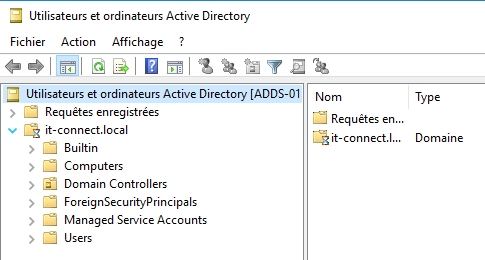 Utilisateurs et ordinateurs Active Directory
Fichier Action Affichage ?
Utilisateurs et ordinateurs Active Directory [ADDS-01
Requêtes enregistrées
it-connect.local
Builtin
Computers
Domain Controllers
ForeignSecurityPrincipals
Managed Service Accounts
Users
Nom Type
Requêtes en...
it-connect.l... Domaine